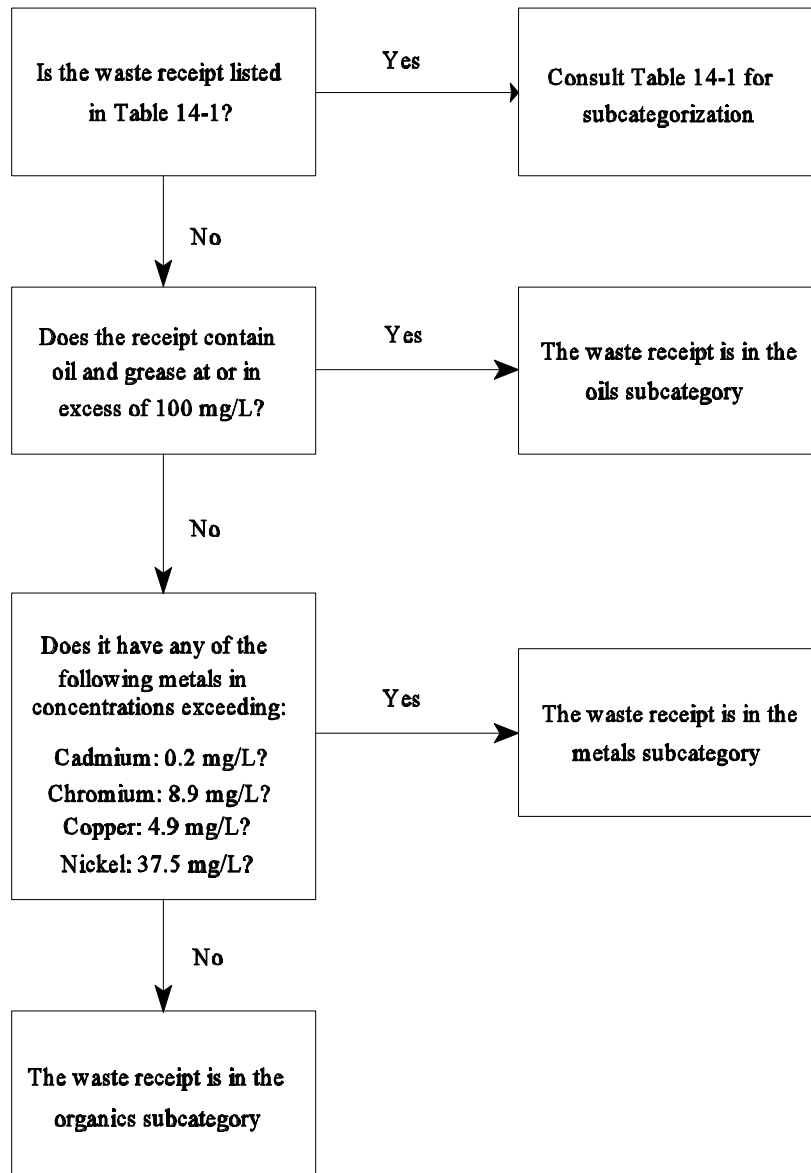 Is the waste receipt listed
in Table 14-1?
Yes
Consult Table 14-1 for
subcategorization
No
Does the receipt contain
oil and grease at or in
excess of 100 mg/L?
Yes
The waste receipt is in the
oils subcategory
No
Does it have any of the
following metals in
concentrations exceeding:
Cadmium: 0.2 mg/L?
Chromium: 8.9 mg/L?
Copper: 4.9 mg/L?
Nickel: 37.5 mg/L?
Yes
The waste receipt is in the
metals subcategory
No
The waste receipt is in the
organics subcategory